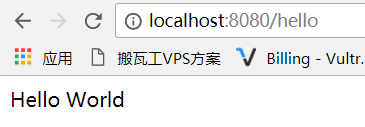 localhost:8080/hello
应用 搬瓦工VPS方案 Billing - Vultr.
Hello World